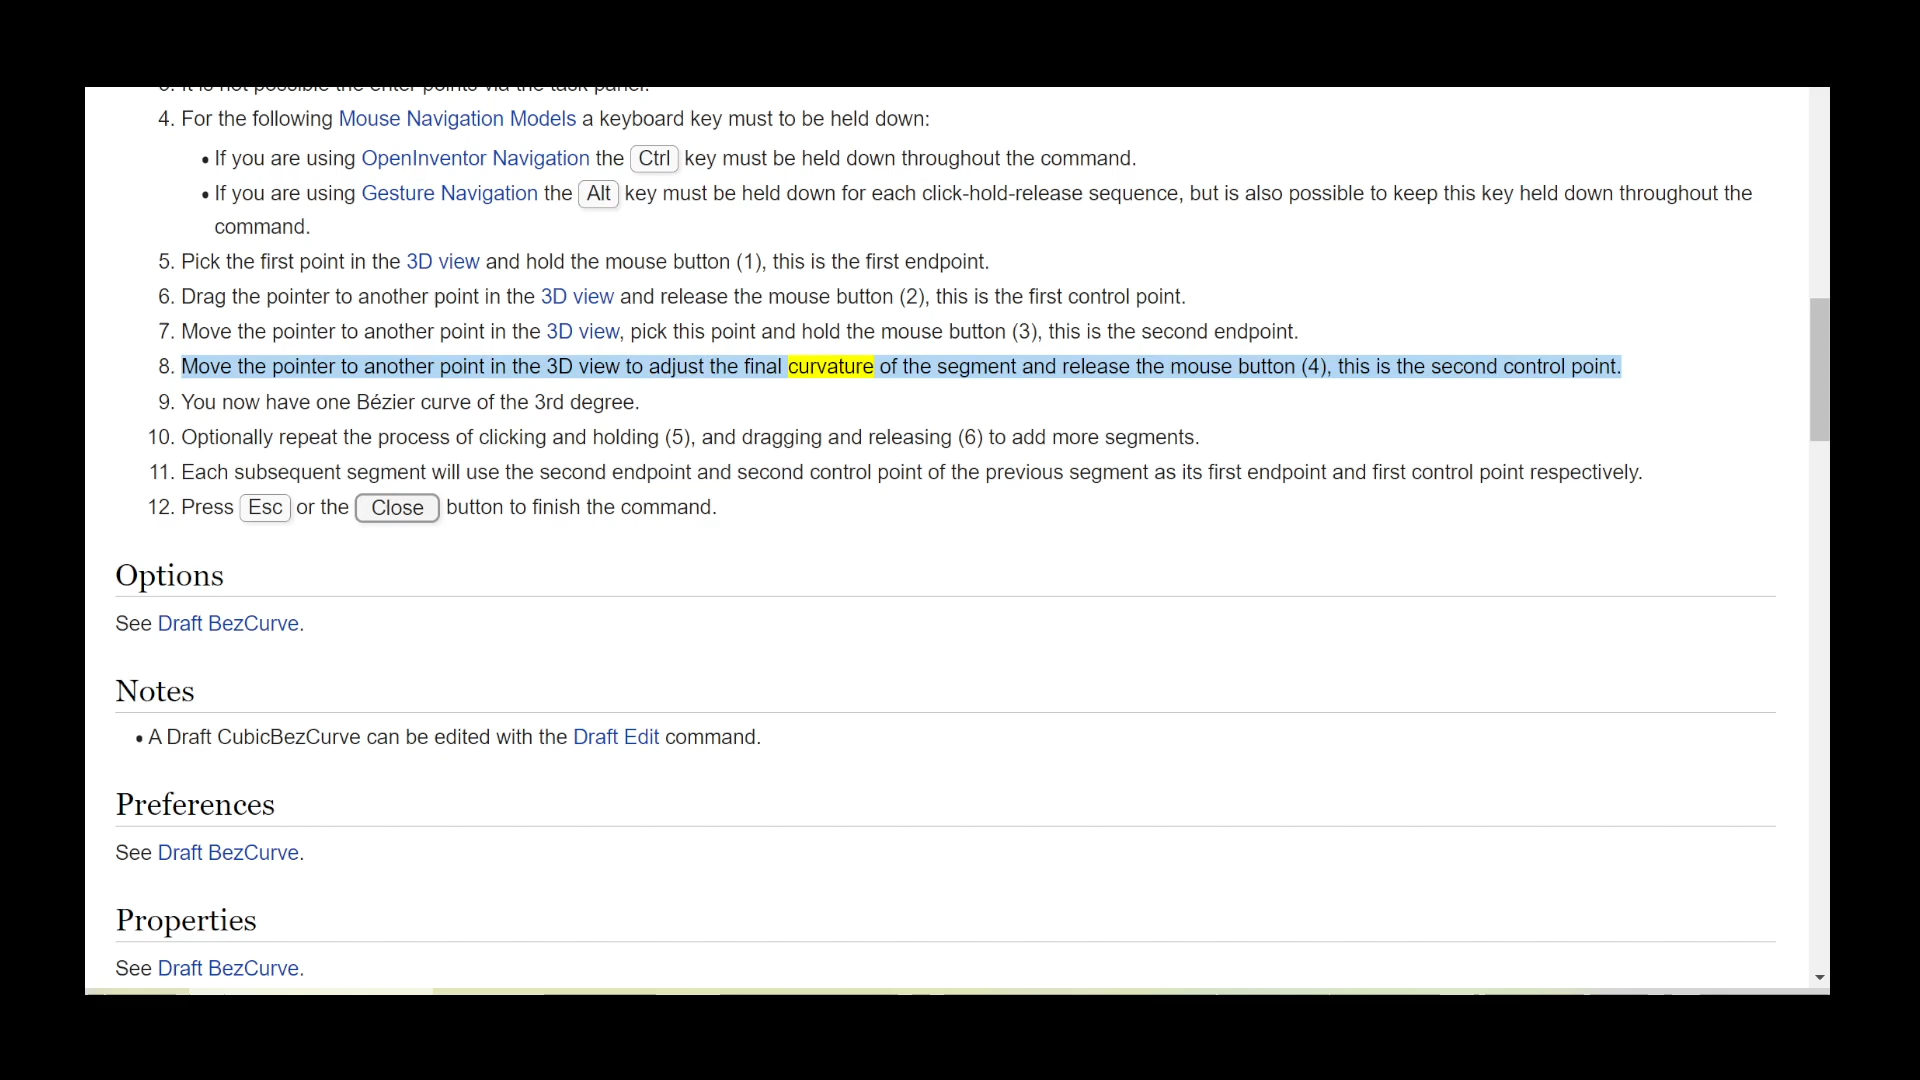 3. It is not possible the enter points via the task panel.
4. For the following Mouse Navigation Models a keyboard key must to be held down:
• If you are using OpenInventor Navigation the Ctrl key must be held down throughout the command.
• If you are using Gesture Navigation the Alt key must be held down for each click-hold-release sequence, but is also possible to keep this key held down throughout the
command.
5. Pick the first point in the 3D view and hold the mouse button (1), this is the first endpoint.
6. Drag the pointer to another point in the 3D view and release the mouse button (2), this is the first control point.
7. Move the pointer to another point in the 3D view, pick this point and hold the mouse button (3), this is the second endpoint.
8. Move the pointer to another point in the 3D view to adjust the final curvature of the segment and release the mouse button (4), this is the second control point.
9. You now have one Bézier curve of the 3rd degree.
10. Optionally repeat the process of clicking and holding (5), and dragging and releasing (6) to add more segments.
11. Each subsequent segment will use the second endpoint and second control point of the previous segment as its first endpoint and first control point respectively.
12. Press Esc or the Close button to finish the command.
Options
See Draft BezCurve.
Notes
• A Draft CubicBezCurve can be edited with the Draft Edit command.
Preferences
See Draft BezCurve.
Properties
See Draft BezCurve.